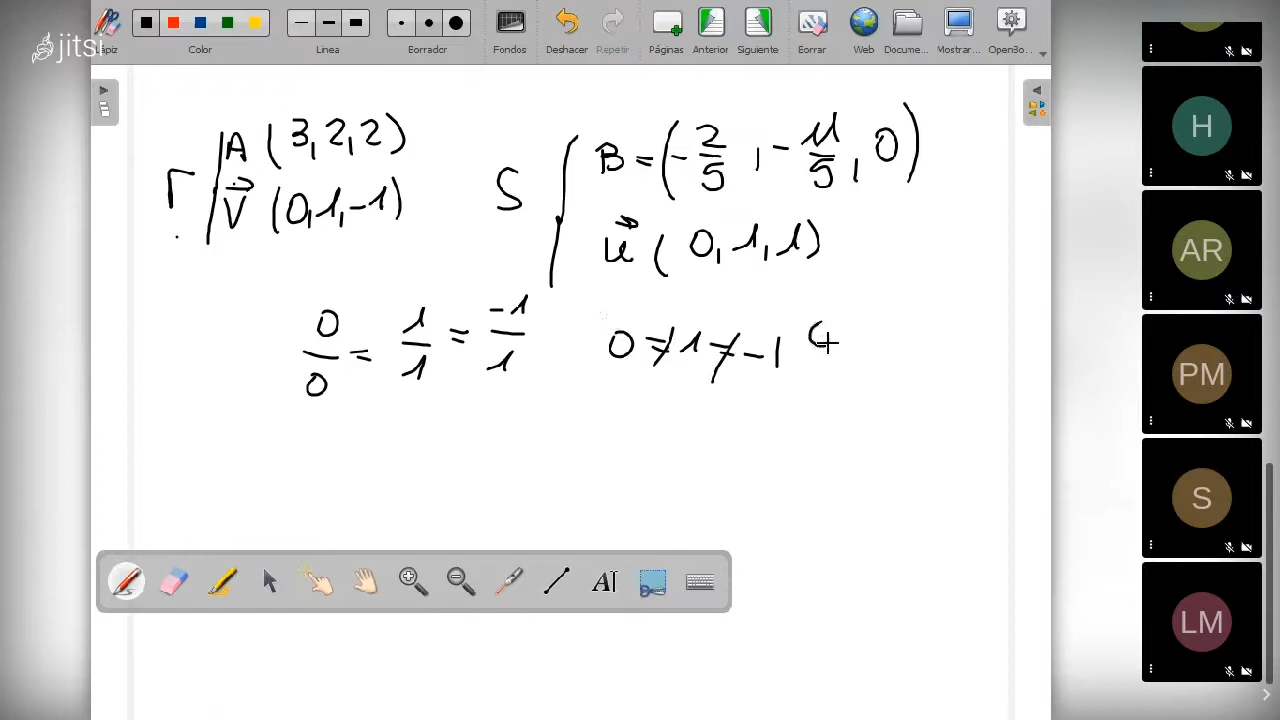 jitsi
Lápiz Color Línea Borrador Fondos Deshacer Repetir Páginas Anterior Siguiente Borrar Web Docume... Mostrar... OpenBo...
r A (3,2,2)
v⃗ (0,1,-1)
S B = (-2/5, -11/5, 0)
u⃗ (0,1,1)
0/0 = 1/1 = -1/1 0 ≠ 1 ≠ -1
H
AR
PM
S
LM